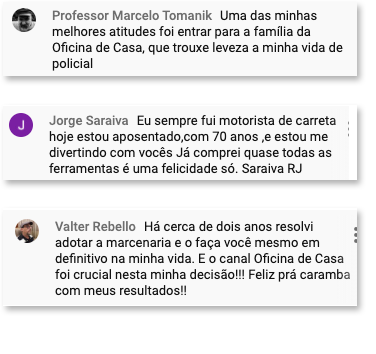 Professor Marcelo Tomanik Uma das minhas
melhores atitudes foi entrar para a família da
Oficina de Casa, que trouxe leveza a minha vida de
policial
J
Jorge Saraiva Eu sempre fui motorista de carreta
hoje estou aposentado,com 70 anos ,e estou me
divertindo com vocês Já comprei quase todas as
ferramentas é uma felicidade só. Saraiva RJ
Valter Rebello Há cerca de dois anos resolvi
adotar a marcenaria e o faça você mesmo em
definitivo na minha vida. E o canal Oficina de Casa
foi crucial nesta minha decisão!!! Feliz prá caramba
com meus resultados!!